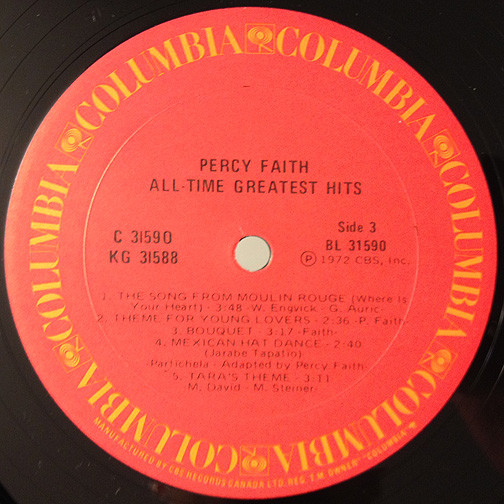 COLUMBIA COLUMBIA COLUMBIA COLUMBIA COLUMBIA COLUMBIA
PERCY FAITH
ALL-TIME GREATEST HITS
C 31590
KG 31588
Side 3
BL 31590
Ⓟ 1972 CBS, Inc.
1. THE SONG FROM MOULIN ROUGE (Where Is
Your Heart) - 3:48 -W. Engvick - G. Auric-
2. THEME FOR YOUNG LOVERS - 2:36 -P. Faith-
3. BOUQUET - 3:17 -Faith-
4. MEXICAN HAT DANCE - 2:40
(Jarabe Tapatio)
-Partichela - Adapted by Percy Faith-
5. TARA'S THEME - 3:11
M. David - M. Steiner-
MANUFACTURED BY CBS RECORDS CANADA LTD. REG. T.M. OWNER "COLUMBIA"